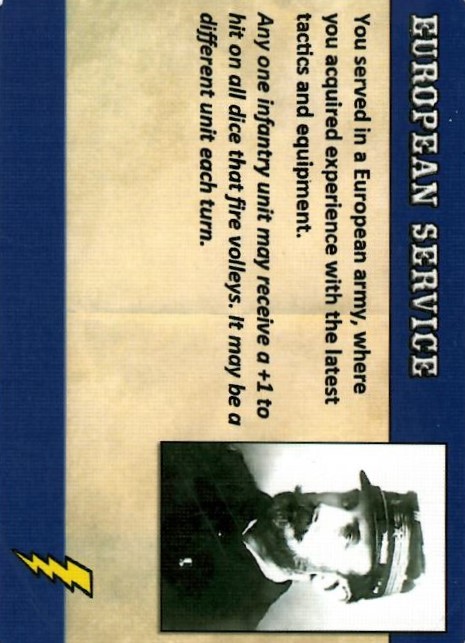 EUROPEAN SERVICE
You served in a European army, where
you acquired experience with the latest
tactics and equipment.
Any one infantry unit may receive a +1 to
hit on all dice that fire volleys. It may be a
different unit each turn.